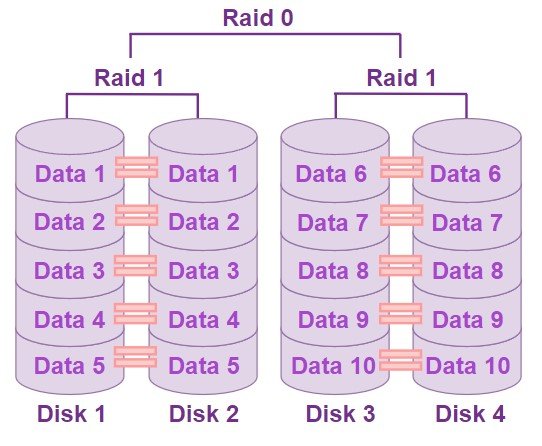 Raid 0
Raid 1 Raid 1
Data 1 Data 1 Data 6 Data 6
Data 2 Data 2 Data 7 Data 7
Data 3 Data 3 Data 8 Data 8
Data 4 Data 4 Data 9 Data 9
Data 5 Data 5 Data 10 Data 10
Disk 1 Disk 2 Disk 3 Disk 4